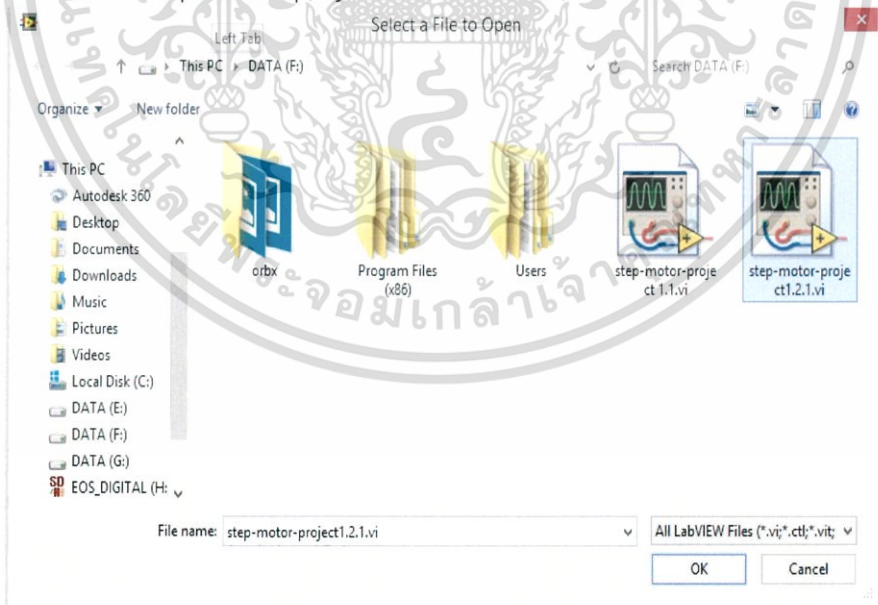 Select a File to Open
Left Tab
This PC
DATA (F:)
Search DATA (F:)
Organize
New folder
This PC
Autodesk 360
Desktop
Documents
Downloads
Music
Pictures
Videos
Local Disk (C:)
DATA (E:)
DATA (F:)
DATA (G:)
EOS_DIGITAL (H:
orbx
Program Files
(x86)
Users
step-motor-proje
ct 1.1.vi
step-motor-proje
ct1.2.1.vi
File name:
step-motor-project1.2.1.vi
All LabVIEW Files (*.vi;*.ctl;*.vit;
OK
Cancel